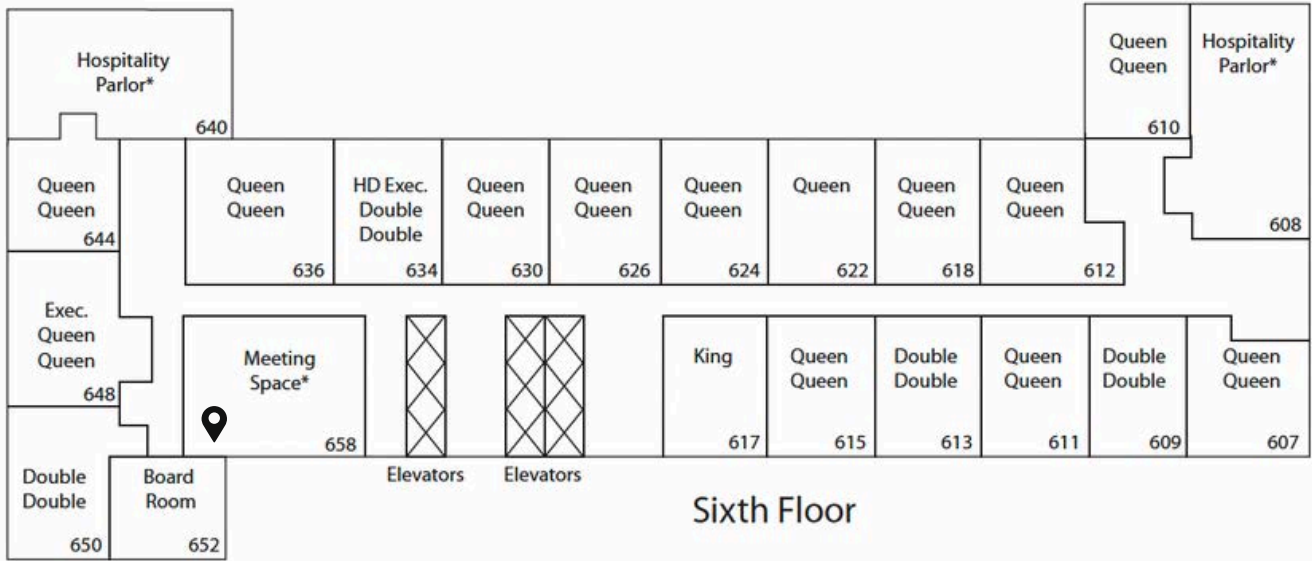 Hospitality
Parlor*
640
Queen
Queen
610
Hospitality
Parlor*
608
Queen
Queen
644
Queen
Queen
636
HD Exec.
Double
Double
634
Queen
Queen
630
Queen
Queen
626
Queen
Queen
624
Queen
622
Queen
Queen
618
Queen
Queen
612
Exec.
Queen
Queen
648
Meeting
Space*
658
King
617
Queen
Queen
615
Double
Double
613
Queen
Queen
611
Double
Double
609
Queen
Queen
607
Double
Double
650
Board
Room
652
Elevators
Elevators
Sixth Floor